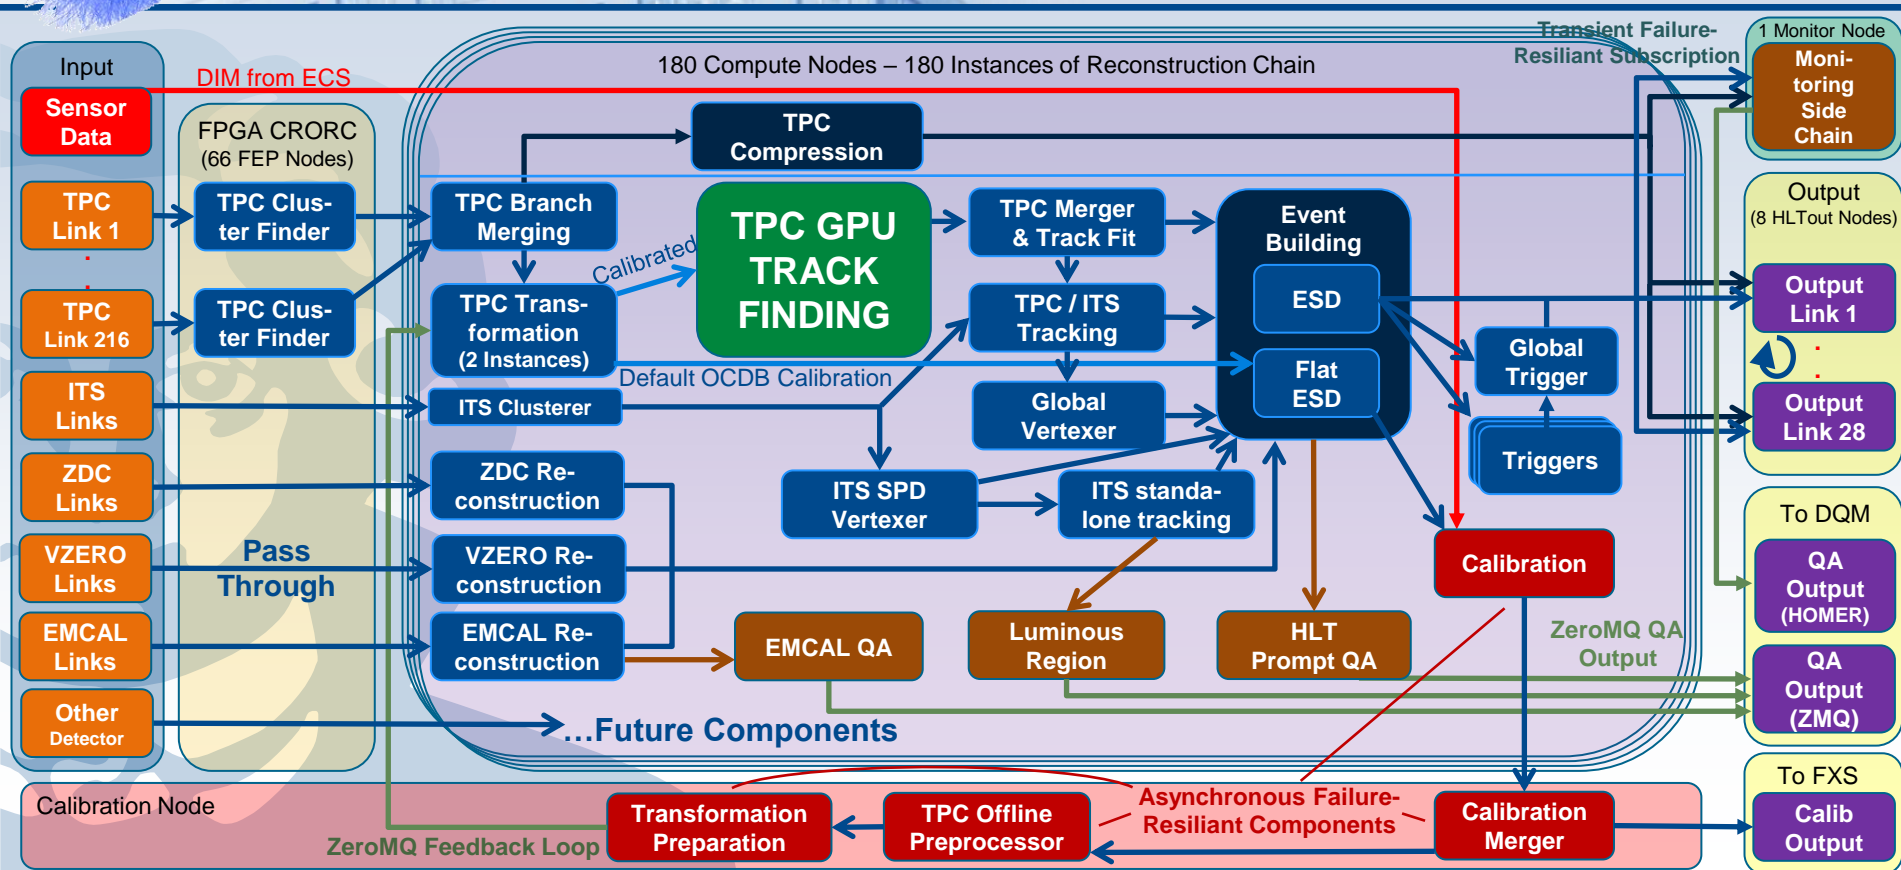 Input
Sensor
Data
TPC
Link 1
.
.
TPC
Link 216
ITS
Links
ZDC
Links
VZERO
Links
EMCAL
Links
Other
Detector
DIM from ECS
FPGA CRORC
(66 FEP Nodes)
TPC Clus-
ter Finder
TPC Clus-
ter Finder
Pass
Through
180 Compute Nodes – 180 Instances of Reconstruction Chain
TPC
Compression
TPC Branch
Merging
Calibrated
TPC Trans-
formation
(2 Instances)
TPC GPU
TRACK
FINDING
Default OCDB Calibration
ITS Clusterer
ZDC Re-
construction
VZERO Re-
construction
EMCAL Re-
construction
TPC Merger
& Track Fit
TPC / ITS
Tracking
Global
Vertexer
ITS SPD
Vertexer
ITS standa-
lone tracking
Event
Building
ESD
Flat
ESD
Global
Trigger
Triggers
Calibration
EMCAL QA
Luminous
Region
HLT
Prompt QA
ZeroMQ QA
Output
...Future Components
Transient Failure-
Resiliant Subscription
1 Monitor Node
Moni-
toring
Side
Chain
Output
(8 HLTout Nodes)
Output
Link 1
.
.
Output
Link 28
To DQM
QA
Output
(HOMER)
QA
Output
(ZMQ)
To FXS
Calib
Output
Calibration Node
ZeroMQ Feedback Loop
Transformation
Preparation
TPC Offline
Preprocessor
Asynchronous Failure-
Resiliant Components
Calibration
Merger